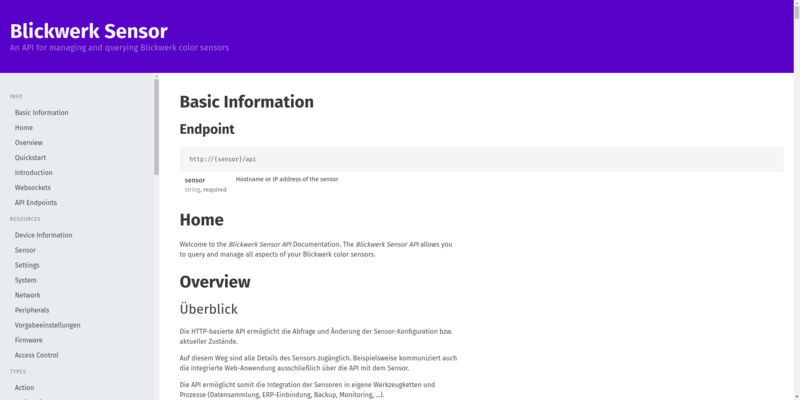 Blickwerk Sensor
An API for managing and querying Blickwerk color sensors
INFO
Basic Information
Home
Overview
Quickstart
Introduction
Websockets
API Endpoints
RESOURCES
Device Information
Sensor
Settings
System
Network
Peripherals
Vorgabeeinstellungen
Firmware
Access Control
TYPES
Action
Basic Information
Endpoint
http://{sensor}/api
sensor
string, required
Hostname or IP address of the sensor
Home
Welcome to the Blickwerk Sensor API Documentation. The Blickwerk Sensor API allows you
to query and manage all aspects of your Blickwerk color sensors.
Overview
Überblick
Die HTTP-basierte API ermöglicht die Abfrage und Änderung der Sensor-Konfiguration bzw.
aktueller Zustände.
Auf diesem Weg sind alle Details des Sensors zugänglich. Beispielsweise kommuniziert auch
die integrierte Web-Anwendung ausschließlich über die API mit dem Sensor.
Die API ermöglicht somit die Integration der Sensoren in eigene Werkzeugketten und
Prozesse (Datensammlung, ERP-Einbindung, Backup, Monitoring, ...).